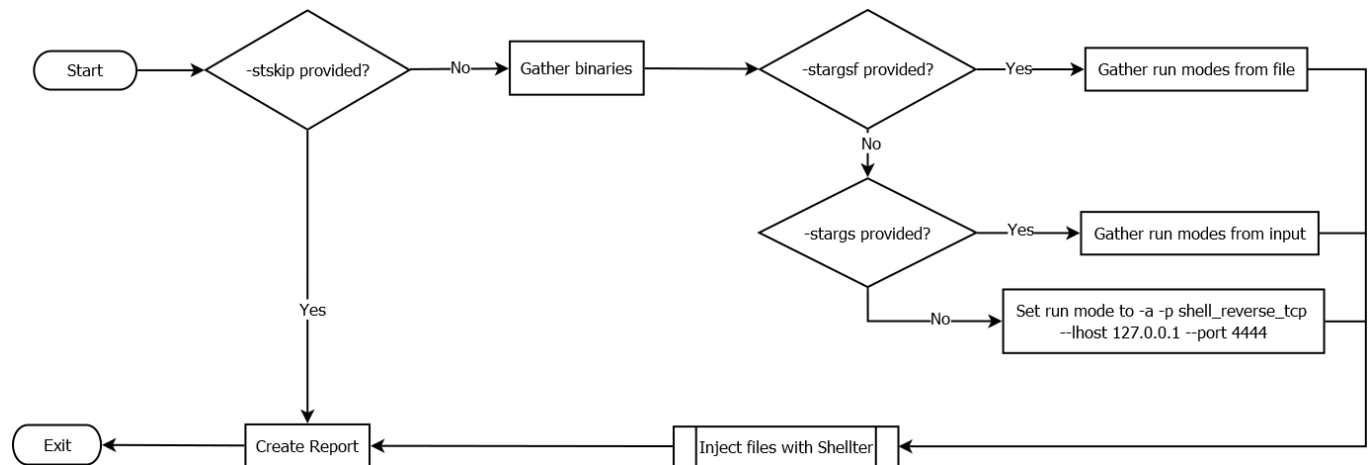 Start
-stskip provided?
No
Gather binaries
-stargsf provided?
Yes
Gather run modes from file
No
-stargs provided?
Yes
Gather run modes from input
No
Set run mode to -a -p shell_reverse_tcp
--lhost 127.0.0.1 --port 4444
Yes
Exit
Create Report
Inject files with Shellter